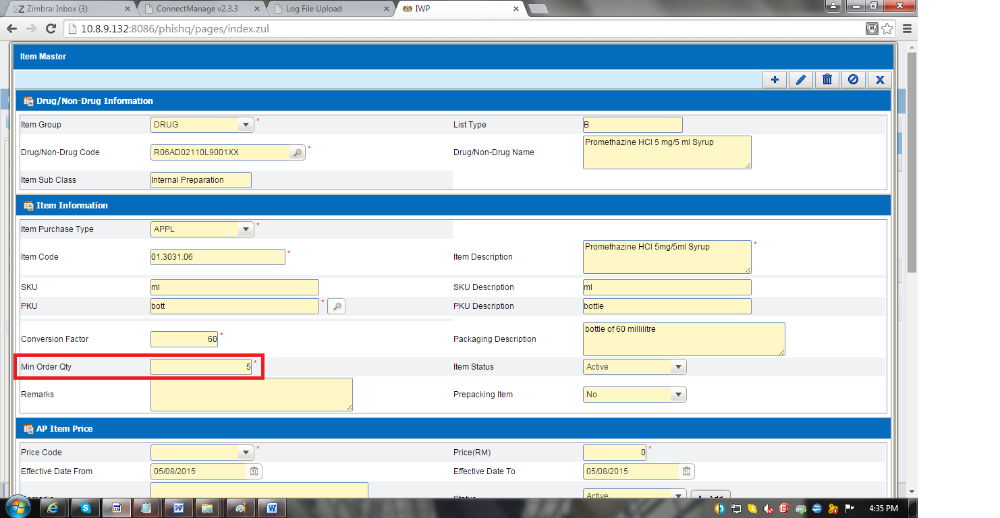 Zimbra: Inbox (3)
ConnectManage v2.3.3
Log File Upload
IWP
10.8.9.132:8086/phishq/pages/index.zul
Item Master
Drug/Non-Drug Information
Item Group DRUG * List Type B
Drug/Non-Drug Code R06AD02110L9001XX * Drug/Non-Drug Name Promethazine HCl 5 mg/5 ml Syrup
Item Sub Class Internal Preparation
Item Information
Item Purchase Type APPL *
Item Code 01.3031.06 * Item Description Promethazine HCl 5mg/5ml Syrup *
SKU ml SKU Description ml
PKU bott * PKU Description bottle
Conversion Factor 60 * Packaging Description bottle of 60 millilitre
Min Order Qty 5 * Item Status Active
Remarks Prepacking Item No
AP Item Price
Price Code * Price(RM) 0 *
Effective Date From 05/08/2015 Effective Date To 05/08/2015
Remarks Status Active Add
4:35 PM